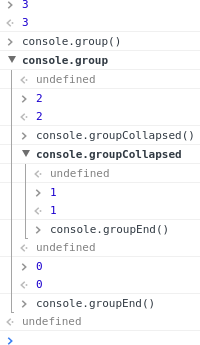 3
3
console.group()
console.group
undefined
2
2
console.groupCollapsed()
console.groupCollapsed
undefined
1
1
console.groupEnd()
undefined
0
0
console.groupEnd()
undefined